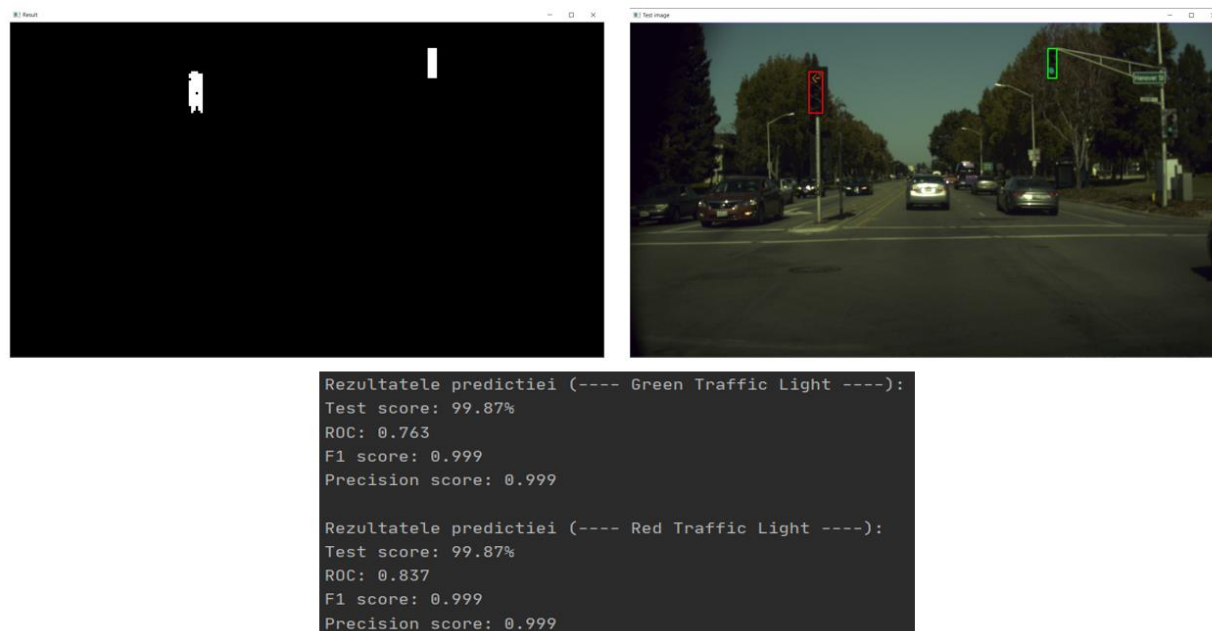 Result
Test image
Hanover St
Rezultatele predictiei (---- Green Traffic Light ----):
Test score: 99.87%
ROC: 0.763
F1 score: 0.999
Precision score: 0.999
Rezultatele predictiei (---- Red Traffic Light ----):
Test score: 99.87%
ROC: 0.837
F1 score: 0.999
Precision score: 0.999